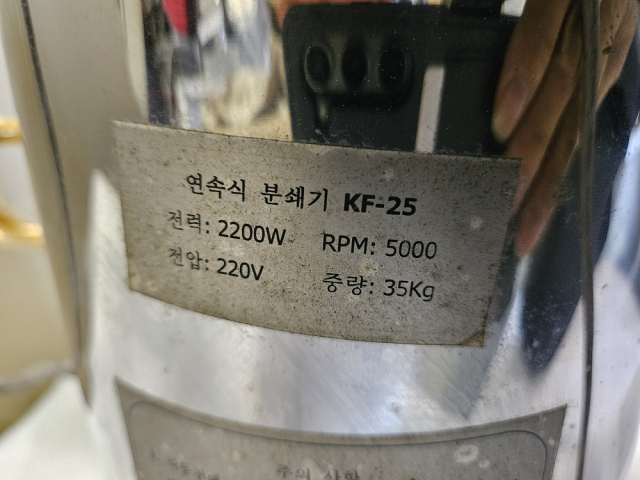 연속식 분쇄기 KF-25
전력: 2200W RPM: 5000
전압: 220V 중량: 35Kg
주의 사항